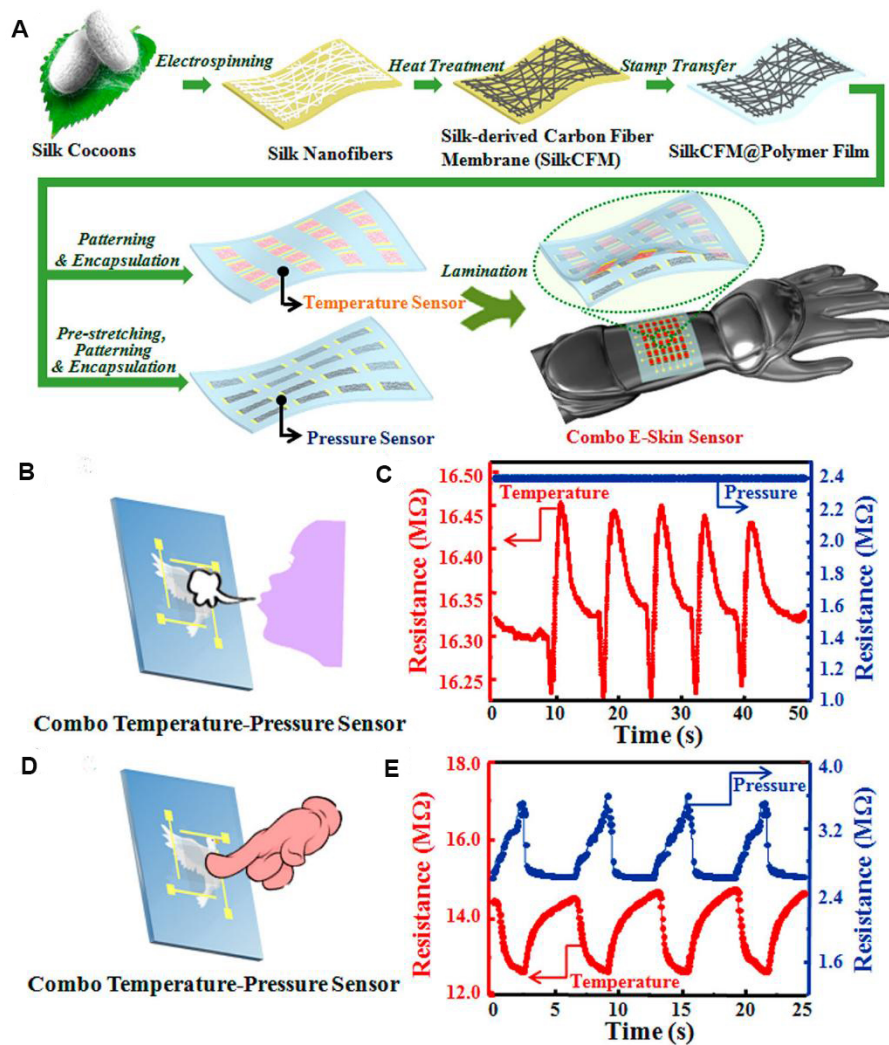 A
Electrospinning
Heat Treatment
Stamp Transfer
Silk Cocoons
Silk Nanofibers
Silk-derived Carbon Fiber
Membrane (SilkCFM)
SilkCFM@Polymer Film
Patterning
& Encapsulation
Temperature Sensor
Lamination
Pre-stretching,
Patterning
& Encapsulation
Pressure Sensor
Combo E-Skin Sensor
B
Combo Temperature-Pressure Sensor
C
Resistance (MΩ)
16.50
16.45
16.40
16.35
16.30
16.25
Temperature
Pressure
2.4
2.2
2.0
1.8
1.6
1.4
1.2
1.0
Resistance (MΩ)
0 10 20 30 40 50
Time (s)
D
Combo Temperature-Pressure Sensor
E
Resistance (MΩ)
18.0
16.0
14.0
12.0
Pressure
Temperature
4.0
3.2
2.4
1.6
Resistance (MΩ)
0 5 10 15 20 25
Time (s)